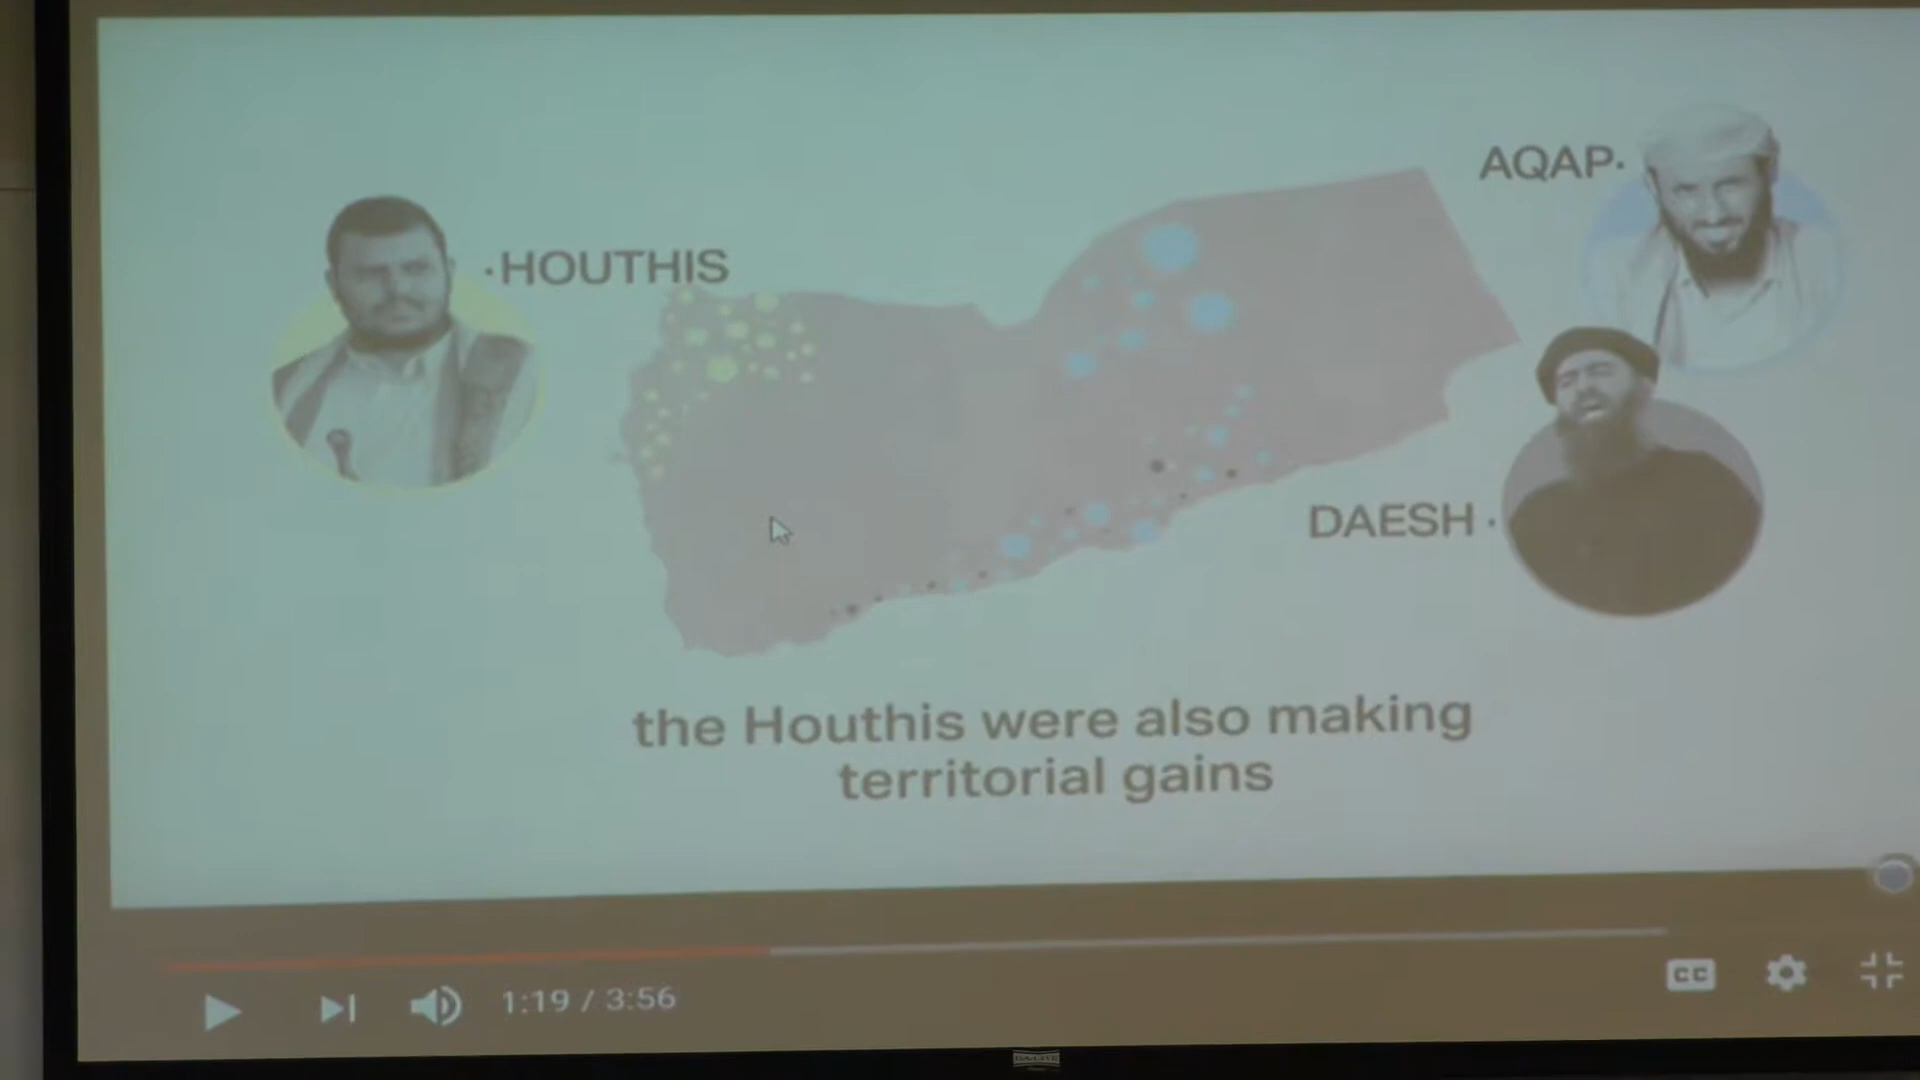 AQAP
HOUTHIS
DAESH
the Houthis were also making
territorial gains
1:19 / 3:56
CC